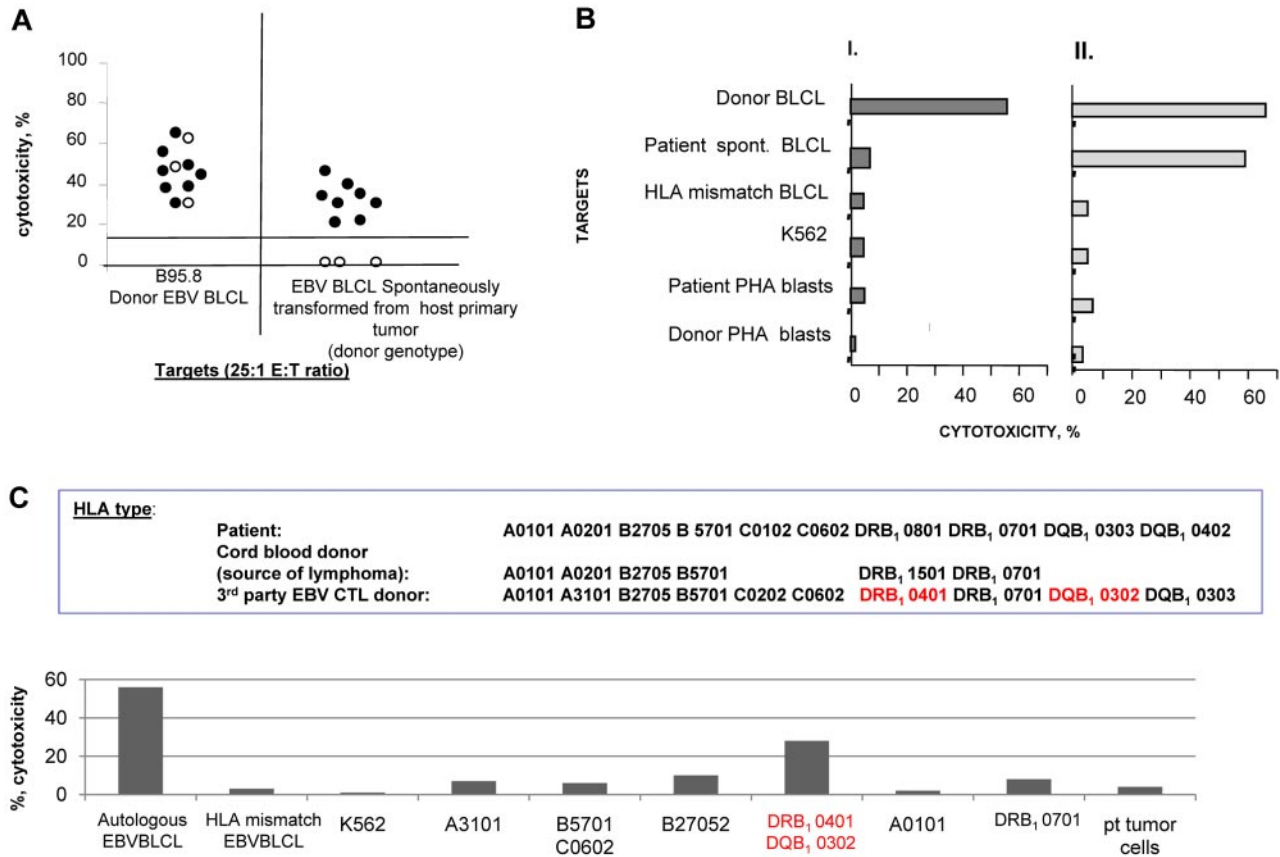 A
cytotoxicity, %
100
80
60
40
20
0
B95.8
Donor EBV BLCL
EBV BLCL Spontaneously
transformed from host primary
tumor
(donor genotype)
Targets (25:1 E:T ratio)
B
I.
II.
TARGETS
Donor BLCL
Patient spont. BLCL
HLA mismatch BLCL
K562
Patient PHA blasts
Donor PHA blasts
0 20 40 60
0 20 40 60
CYTOTOXICITY, %
C
HLA type:
Patient: A0101 A0201 B2705 B 5701 C0102 C0602 DRB₁ 0801 DRB₁ 0701 DQB₁ 0303 DQB₁ 0402
Cord blood donor
(source of lymphoma): A0101 A0201 B2705 B5701 DRB₁ 1501 DRB₁ 0701
3rd party EBV CTL donor: A0101 A3101 B2705 B5701 C0202 C0602 DRB₁ 0401 DRB₁ 0701 DQB₁ 0302 DQB₁ 0303
%, cytotoxicity
60
40
20
0
Autologous
EBVBLCL
HLA mismatch
EBVBLCL
K562
A3101
B5701
C0602
B27052
DRB₁ 0401
DQB₁ 0302
A0101
DRB₁ 0701
pt tumor
cells